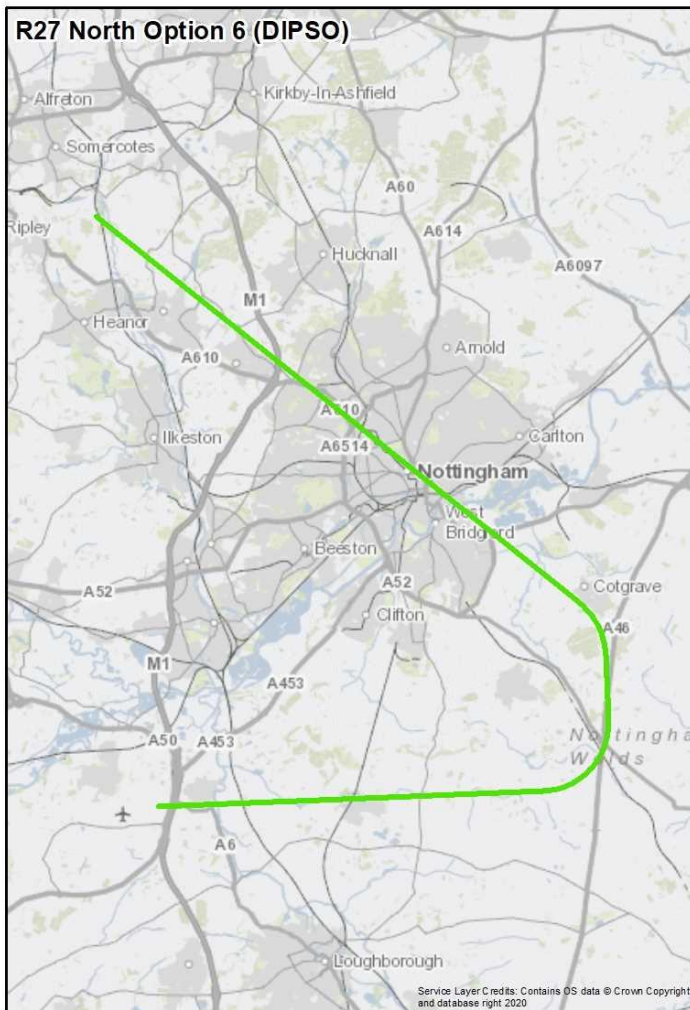 R27 North Option 6 (DIPSO)
Alfreton
Kirkby-In-Ashfield
Somercotes
A60
A614
Ripley
Hucknall
A6097
M1
Heanor
A610
Arnold
A610
Ilkeston
A6514
Carlton
Nottingham
West
Bridgford
Beeston
A52
A52
Cotgrave
Clifton
A46
M1
A453
A50
A453
Nottingha
Wolds
A6
Loughborough
Service Layer Credits: Contains OS data © Crown Copyright
and database right 2020